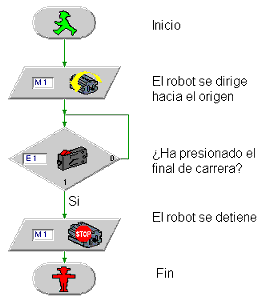 Inicio
M1
El robot se dirige
hacia el origen
E1
0
1
¿Ha presionado el
final de carrera?
Si
El robot se detiene
M1
STOP
Fin